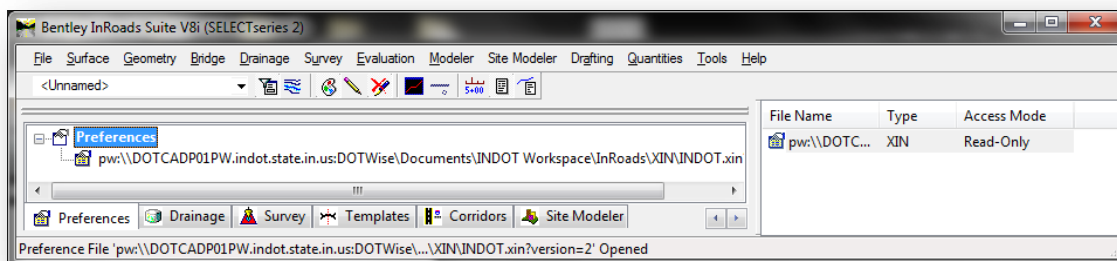 Bentley InRoads Suite V8i (SELECTseries 2)
File Surface Geometry Bridge Drainage Survey Evaluation Modeler Site Modeler Drafting Quantities Tools Help
<Unnamed>
5+00
File Name Type Access Mode
Preferences
pw:\\DOTC... XIN Read-Only
pw:\\DOTCADP01PW.indot.state.in.us:DOTWise\Documents\INDOT Workspace\InRoads\XIN\INDOT.xin
Preferences Drainage Survey Templates Corridors Site Modeler
Preference File 'pw:\\DOTCADP01PW.indot.state.in.us:DOTWise\...\XIN\INDOT.xin?version=2' Opened